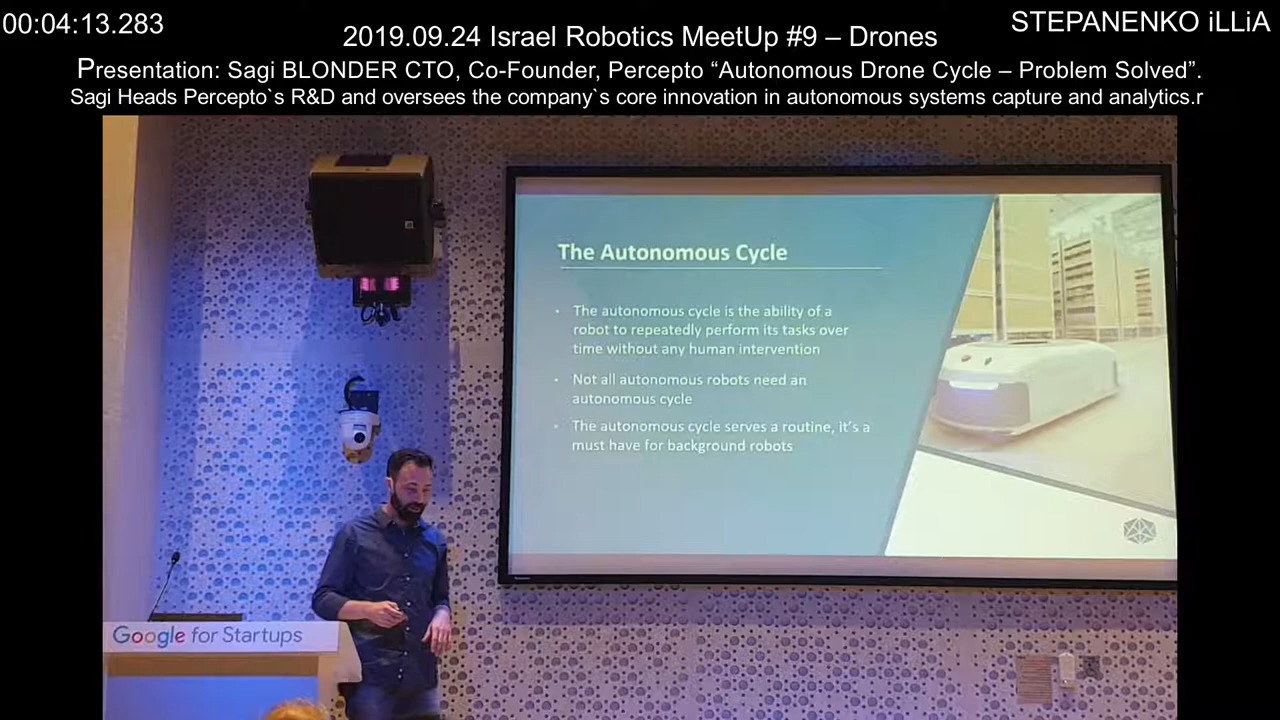 00:04:13.283
STEPANENKO iLLiA
2019.09.24 Israel Robotics MeetUp #9 – Drones
Presentation: Sagi BLONDER CTO, Co-Founder, Percepto “Autonomous Drone Cycle – Problem Solved”.
Sagi Heads Percepto`s R&D and oversees the company`s core innovation in autonomous systems capture and analytics.r
The Autonomous Cycle
• The autonomous cycle is the ability of a
robot to repeatedly perform its tasks over
time without any human intervention
• Not all autonomous robots need an
autonomous cycle
• The autonomous cycle serves a routine, it's a
must have for background robots
Google for Startups